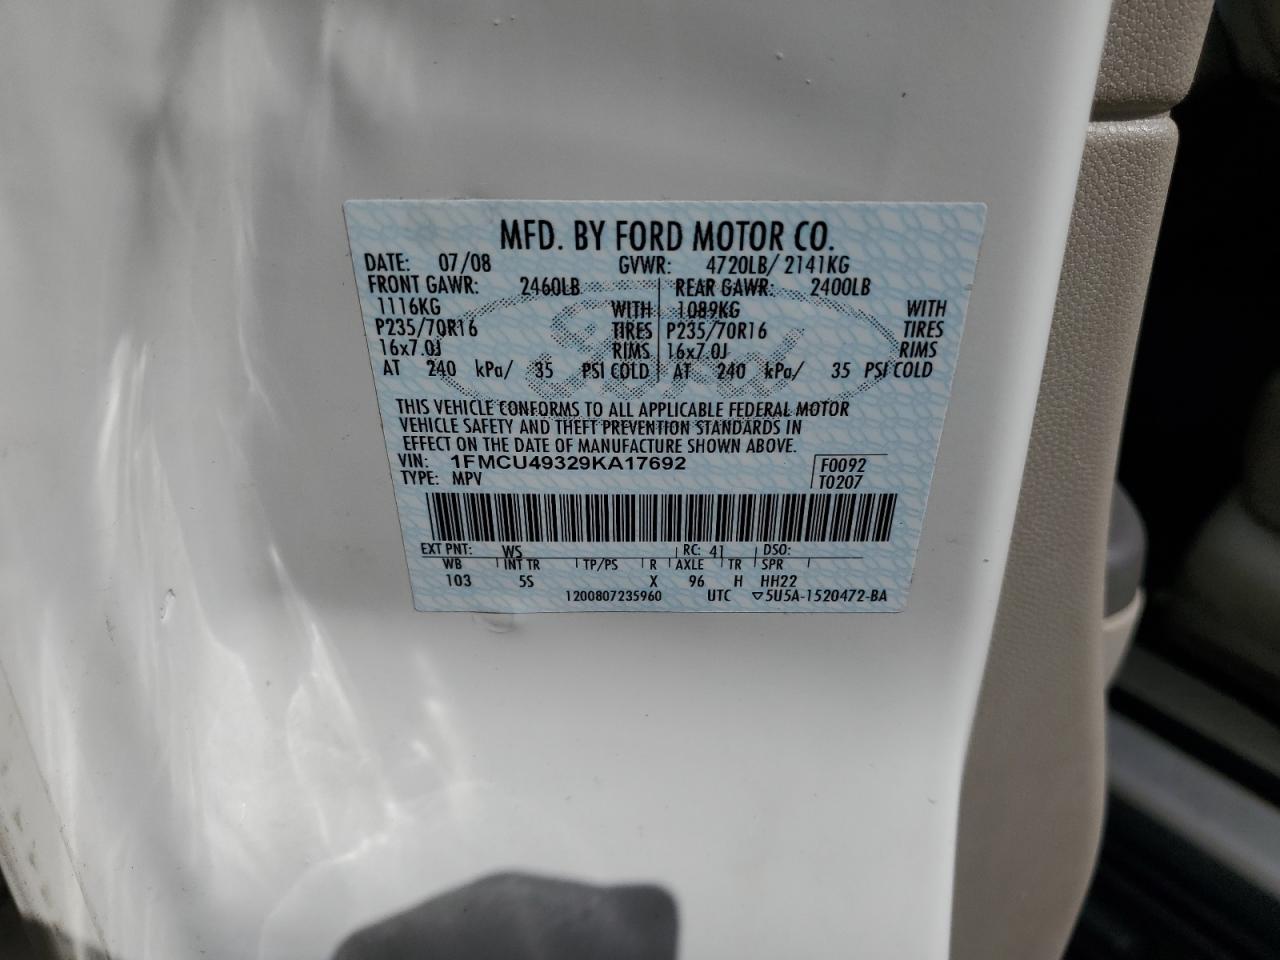 MFD. BY FORD MOTOR CO.
DATE: 07/08 GVWR: 4720LB/ 2141KG
FRONT GAWR: 2460LB REAR GAWR: 2400LB
1116KG WITH 1089KG WITH
P235/70R16 TIRES P235/70R16 TIRES
16x7.0J RIMS 16x7.0J RIMS
AT 240 kPa/ 35 PSI COLD AT 240 kPa/ 35 PSI COLD
THIS VEHICLE CONFORMS TO ALL APPLICABLE FEDERAL MOTOR
VEHICLE SAFETY AND THEFT PREVENTION STANDARDS IN
EFFECT ON THE DATE OF MANUFACTURE SHOWN ABOVE.
VIN: 1FMCU49329KA17692 F0092
TYPE: MPV T0207
EXT PNT: WS RC: 41 DSO:
WB INT TR TP/PS R AXLE TR SPR
103 5S X 96 H HH22
1200807235960 UTC ▽5U5A-1520472-BA